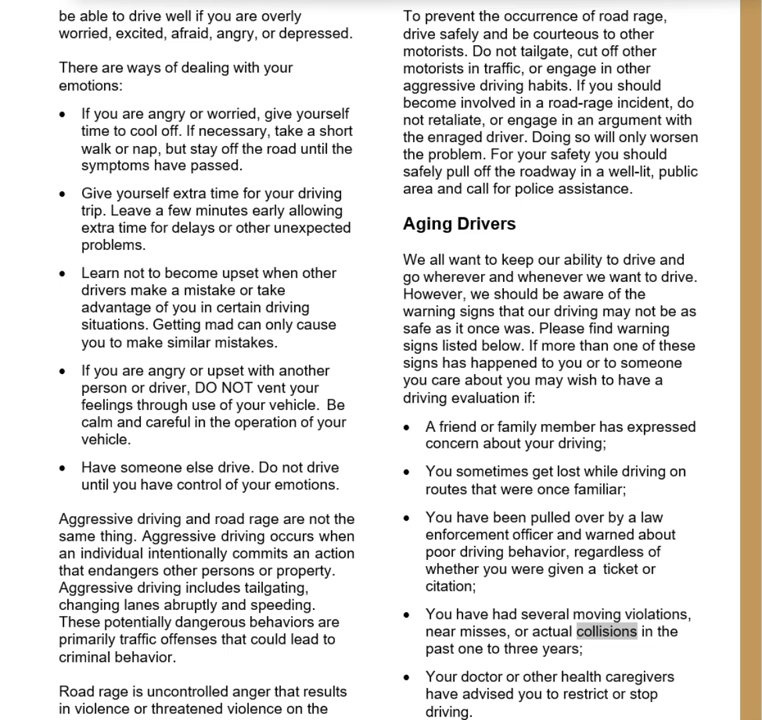 be able to drive well if you are overly
worried, excited, afraid, angry, or depressed.
There are ways of dealing with your
emotions:
• If you are angry or worried, give yourself
time to cool off. If necessary, take a short
walk or nap, but stay off the road until the
symptoms have passed.
• Give yourself extra time for your driving
trip. Leave a few minutes early allowing
extra time for delays or other unexpected
problems.
• Learn not to become upset when other
drivers make a mistake or take
advantage of you in certain driving
situations. Getting mad can only cause
you to make similar mistakes.
• If you are angry or upset with another
person or driver, DO NOT vent your
feelings through use of your vehicle. Be
calm and careful in the operation of your
vehicle.
• Have someone else drive. Do not drive
until you have control of your emotions.
Aggressive driving and road rage are not the
same thing. Aggressive driving occurs when
an individual intentionally commits an action
that endangers other persons or property.
Aggressive driving includes tailgating,
changing lanes abruptly and speeding.
These potentially dangerous behaviors are
primarily traffic offenses that could lead to
criminal behavior.
Road rage is uncontrolled anger that results
in violence or threatened violence on the
To prevent the occurrence of road rage,
drive safely and be courteous to other
motorists. Do not tailgate, cut off other
motorists in traffic, or engage in other
aggressive driving habits. If you should
become involved in a road-rage incident, do
not retaliate, or engage in an argument with
the enraged driver. Doing so will only worsen
the problem. For your safety you should
safely pull off the roadway in a well-lit, public
area and call for police assistance.
Aging Drivers
We all want to keep our ability to drive and
go wherever and whenever we want to drive.
However, we should be aware of the
warning signs that our driving may not be as
safe as it once was. Please find warning
signs listed below. If more than one of these
signs has happened to you or to someone
you care about you may wish to have a
driving evaluation if:
• A friend or family member has expressed
concern about your driving;
• You sometimes get lost while driving on
routes that were once familiar;
• You have been pulled over by a law
enforcement officer and warned about
poor driving behavior, regardless of
whether you were given a ticket or
citation;
• You have had several moving violations,
near misses, or actual collisions in the
past one to three years;
• Your doctor or other health caregivers
have advised you to restrict or stop
driving.